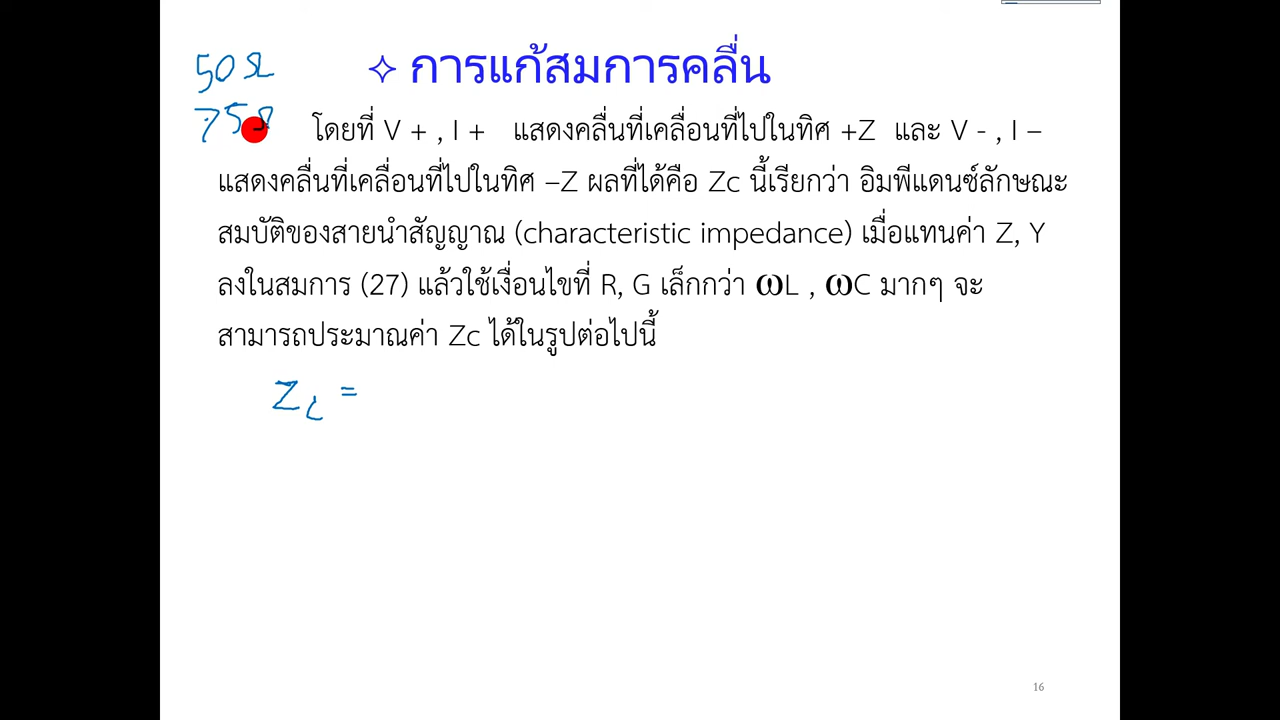 50Ω
✧ การแก้สมการคลื่น
75Ω
โดยที่ V + , I + แสดงคลื่นที่เคลื่อนที่ไปในทิศ +Z และ V - , I –
แสดงคลื่นที่เคลื่อนที่ไปในทิศ –Z ผลที่ได้คือ Zc นี้เรียกว่า อิมพีแดนซ์ลักษณะ
สมบัติของสายนำสัญญาณ (characteristic impedance) เมื่อแทนค่า Z, Y
ลงในสมการ (27) แล้วใช้เงื่อนไขที่ R, G เล็กกว่า ωL , ωC มากๆ จะ
สามารถประมาณค่า Zc ได้ในรูปต่อไปนี้
Zc =
16